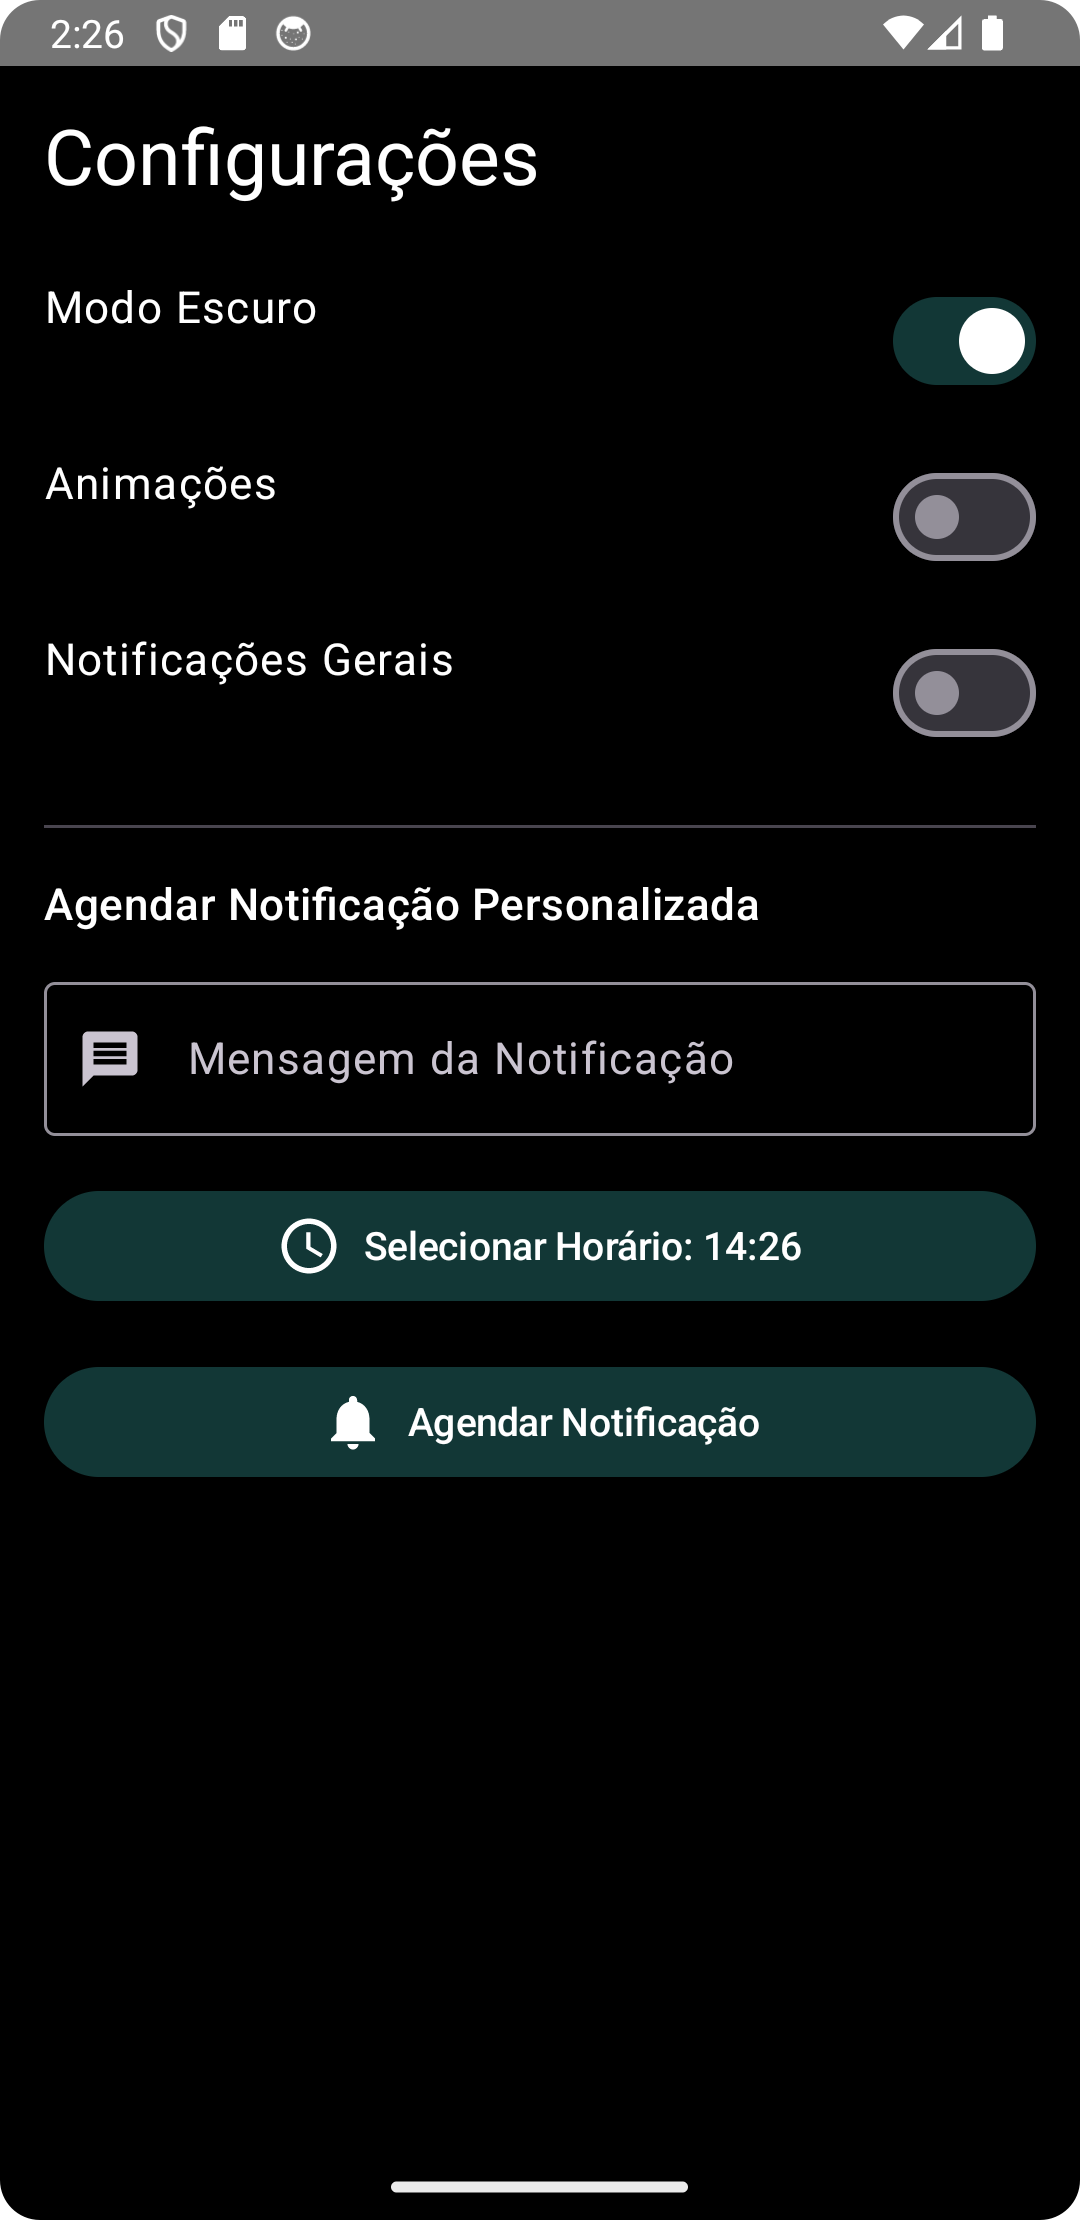 2:26
Configurações
Modo Escuro
Animações
Notificações Gerais
Agendar Notificação Personalizada
Mensagem da Notificação
Selecionar Horário: 14:26
Agendar Notificação